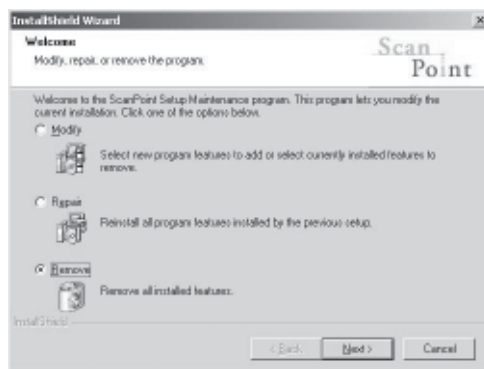 InstallShield Wizard
Welcome
Modify, repair, or remove the program.
Scan
Point
Welcome to the ScanPoint Setup Maintenance program. This program lets you modify the
current installation. Click one of the options below.
Modify
Select new program features to add or select currently installed features to
remove.
Repair
Reinstall all program features installed by the previous setup.
Remove
Remove all installed features.
InstallShield
< Back
Next >
Cancel